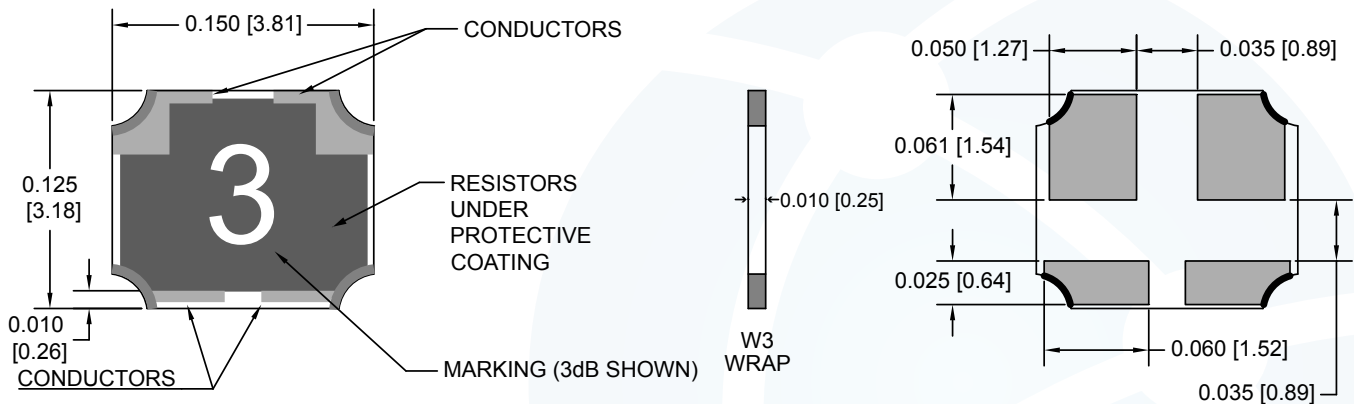 0.150 [3.81]
CONDUCTORS
0.125
[3.18]
3
RESISTORS
UNDER
PROTECTIVE
COATING
0.010
[0.26]
CONDUCTORS
MARKING (3dB SHOWN)
0.010 [0.25]
W3
WRAP
0.050 [1.27]
0.035 [0.89]
0.061 [1.54]
0.025 [0.64]
0.060 [1.52]
0.035 [0.89]